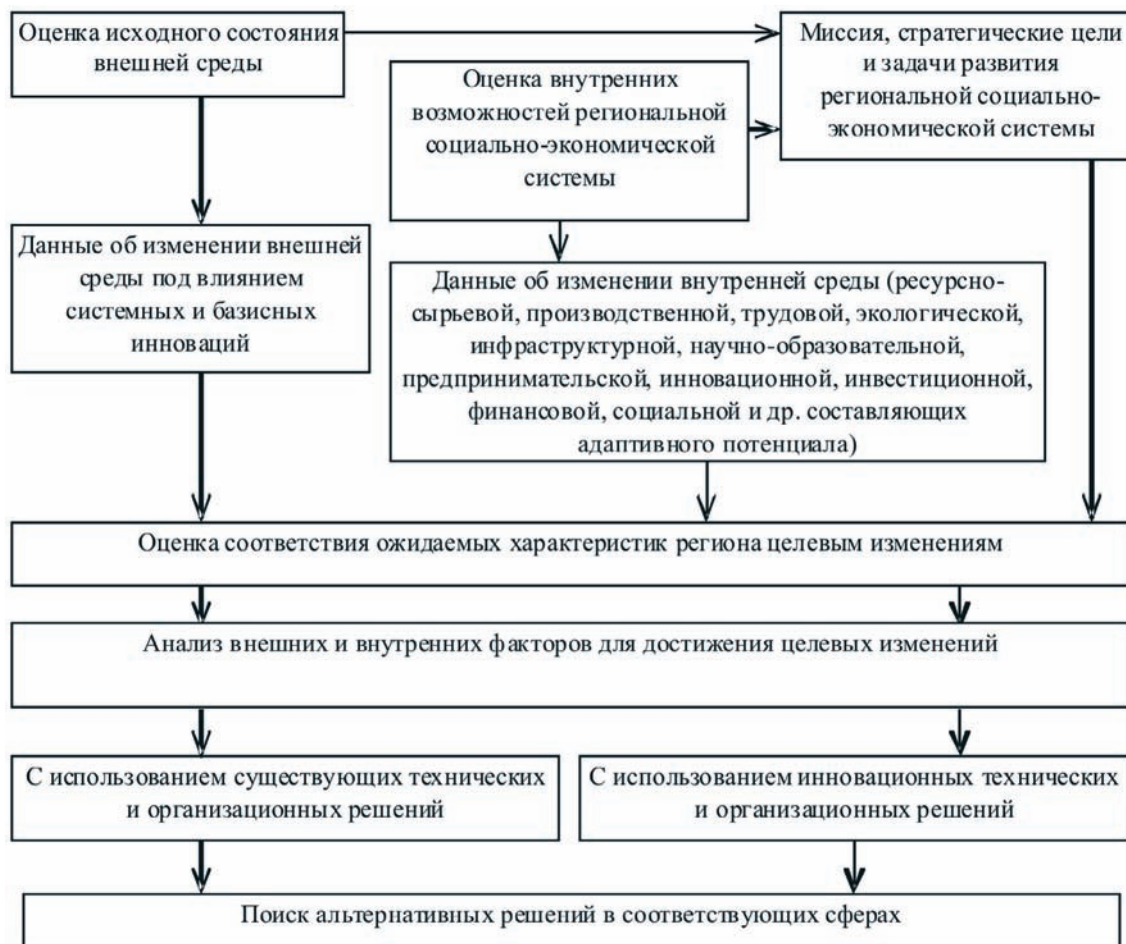 Оценка исходного состояния
внешней среды
Миссия, стратегические цели
и задачи развития
региональной социально-
экономической системы
Оценка внутренних
возможностей региональной
социально-экономической
системы
Данные об изменении внешней
среды под влиянием
системных и базисных
инноваций
Данные об изменении внутренней среды (ресурсно-
сырьевой, производственной, трудовой, экологической,
инфраструктурной, научно-образовательной,
предпринимательской, инновационной, инвестиционной,
финансовой, социальной и др. составляющих
адаптивного потенциала)
Оценка соответствия ожидаемых характеристик региона целевым изменениям
Анализ внешних и внутренних факторов для достижения целевых изменений
С использованием существующих технических
и организационных решений
С использованием инновационных технических
и организационных решений
Поиск альтернативных решений в соответствующих сферах